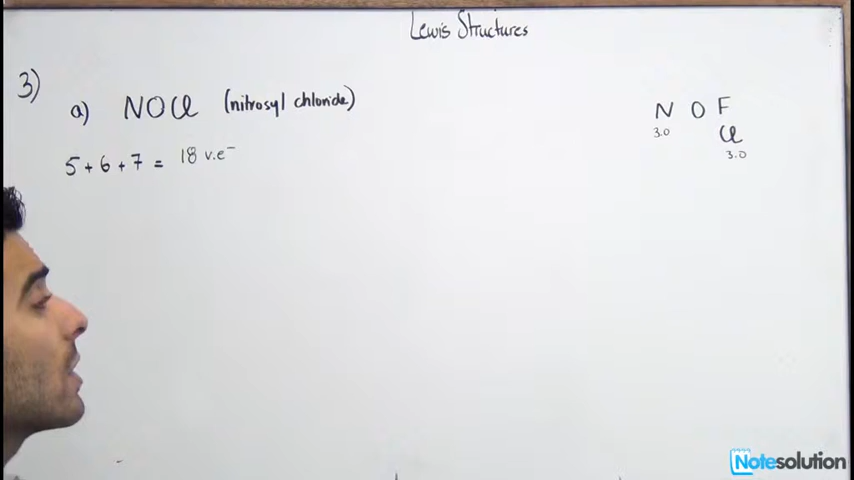 Lewis Structures
3)
a) NOCl (nitrosyl chloride)
5 + 6 + 7 = 18 v.e⁻
N O F
3.0 Cl
3.0
Notesolution